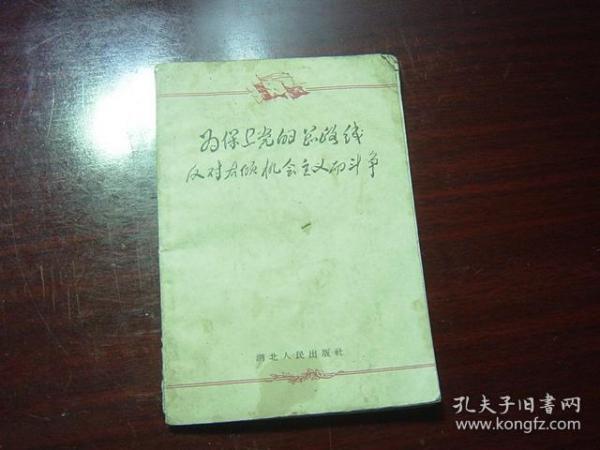 为保卫党的总路线
反对右倾机会主义而斗争
湖北人民出版社
孔夫子旧書网
www.kongfz.com